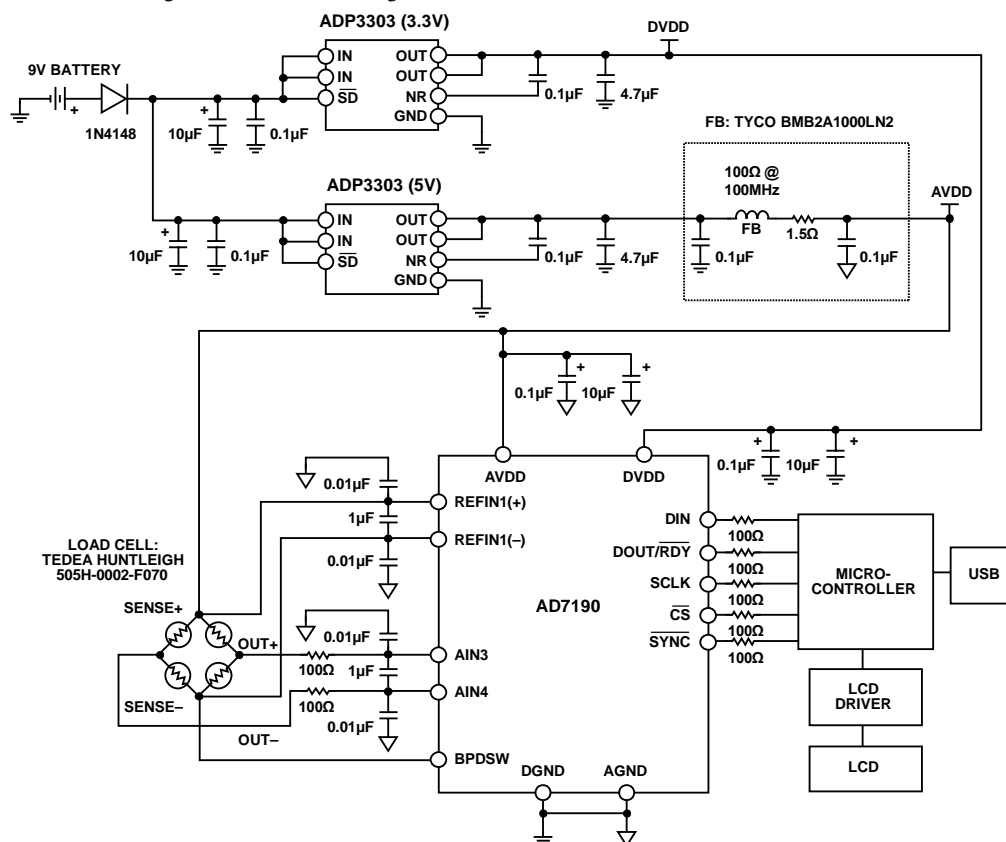 ADP3303 (3.3V)
DVDD
9V BATTERY
IN
OUT
IN
OUT
SD
NR
GND
+
1N4148
+
10µF
0.1µF
0.1µF
4.7µF
FB: TYCO BMB2A1000LN2
100Ω @
100MHz
AVDD
ADP3303 (5V)
IN
OUT
IN
OUT
SD
NR
GND
+
10µF
0.1µF
0.1µF
4.7µF
0.1µF
FB
1.5Ω
0.1µF
+
+
0.1µF
10µF
+
+
0.1µF
10µF
AVDD
DVDD
0.01µF
REFIN1(+)
1µF
REFIN1(–)
0.01µF
LOAD CELL:
TEDEA HUNTLEIGH
505H-0002-F070
SENSE+
OUT+
SENSE–
OUT–
0.01µF
100Ω
AIN3
1µF
100Ω
AIN4
0.01µF
BPDSW
AD7190
DIN
100Ω
DOUT/RDY
100Ω
SCLK
100Ω
CS
100Ω
SYNC
100Ω
DGND
AGND
MICRO-
CONTROLLER
USB
LCD
DRIVER
LCD